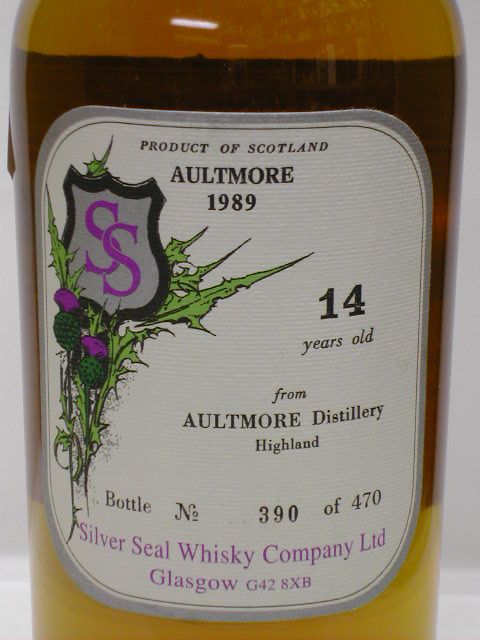 PRODUCT OF SCOTLAND
AULTMORE
1989
SS
14
years old
from
AULTMORE Distillery
Highland
Bottle № 390 of 470
Silver Seal Whisky Company Ltd
Glasgow G42 8XB